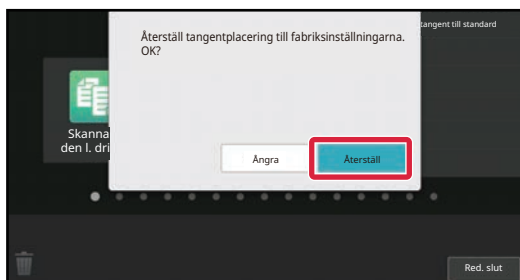 tangent till standard
Återställ tangentplacering till fabriksinställningarna.
OK?
Skanna
den l. dri
Ångra
Återställ
Red. slut